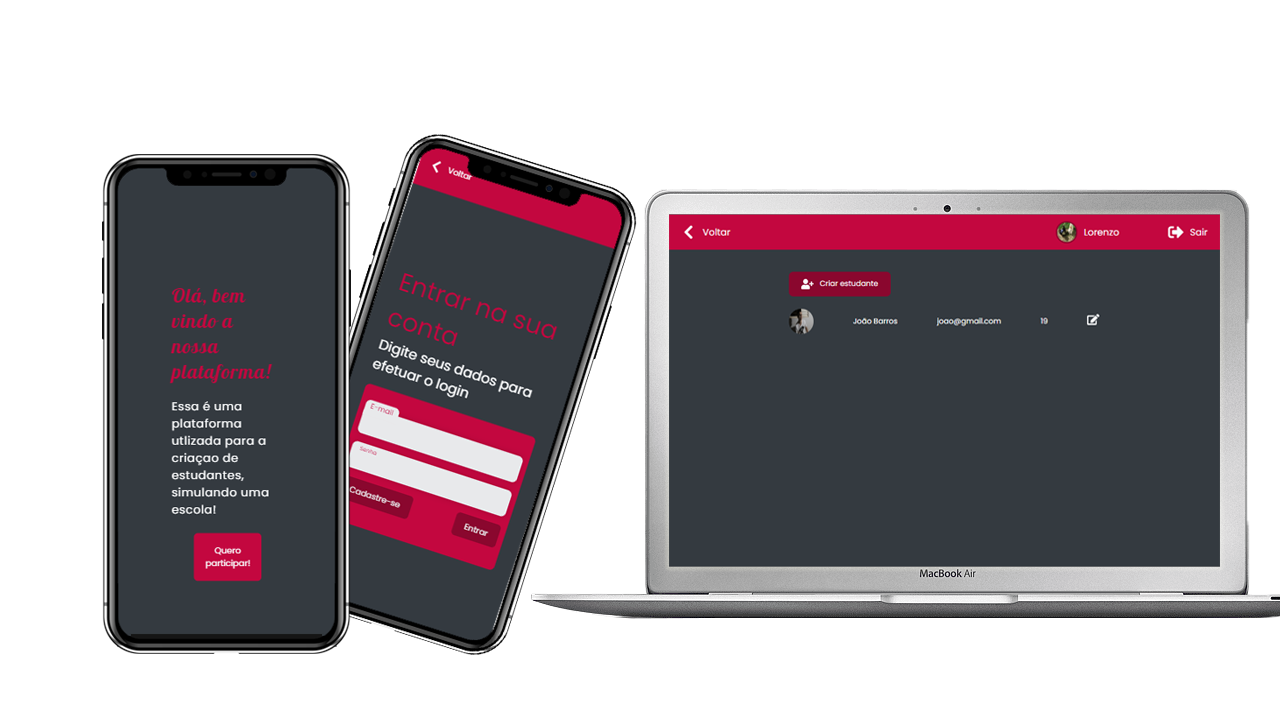 Olá, bem
vindo a
nossa
plataforma!
Essa é uma
plataforma
utlizada para a
criaçao de
estudantes,
simulando uma
escola!
Quero
participar!
Voltar
Entrar na sua
conta
Digite seus dados para
efetuar o login
E-mail
Senha
Cadastre-se
Entrar
Voltar
Lorenzo
Sair
Criar estudante
João Barros
joao@gmail.com
19
MacBook Air